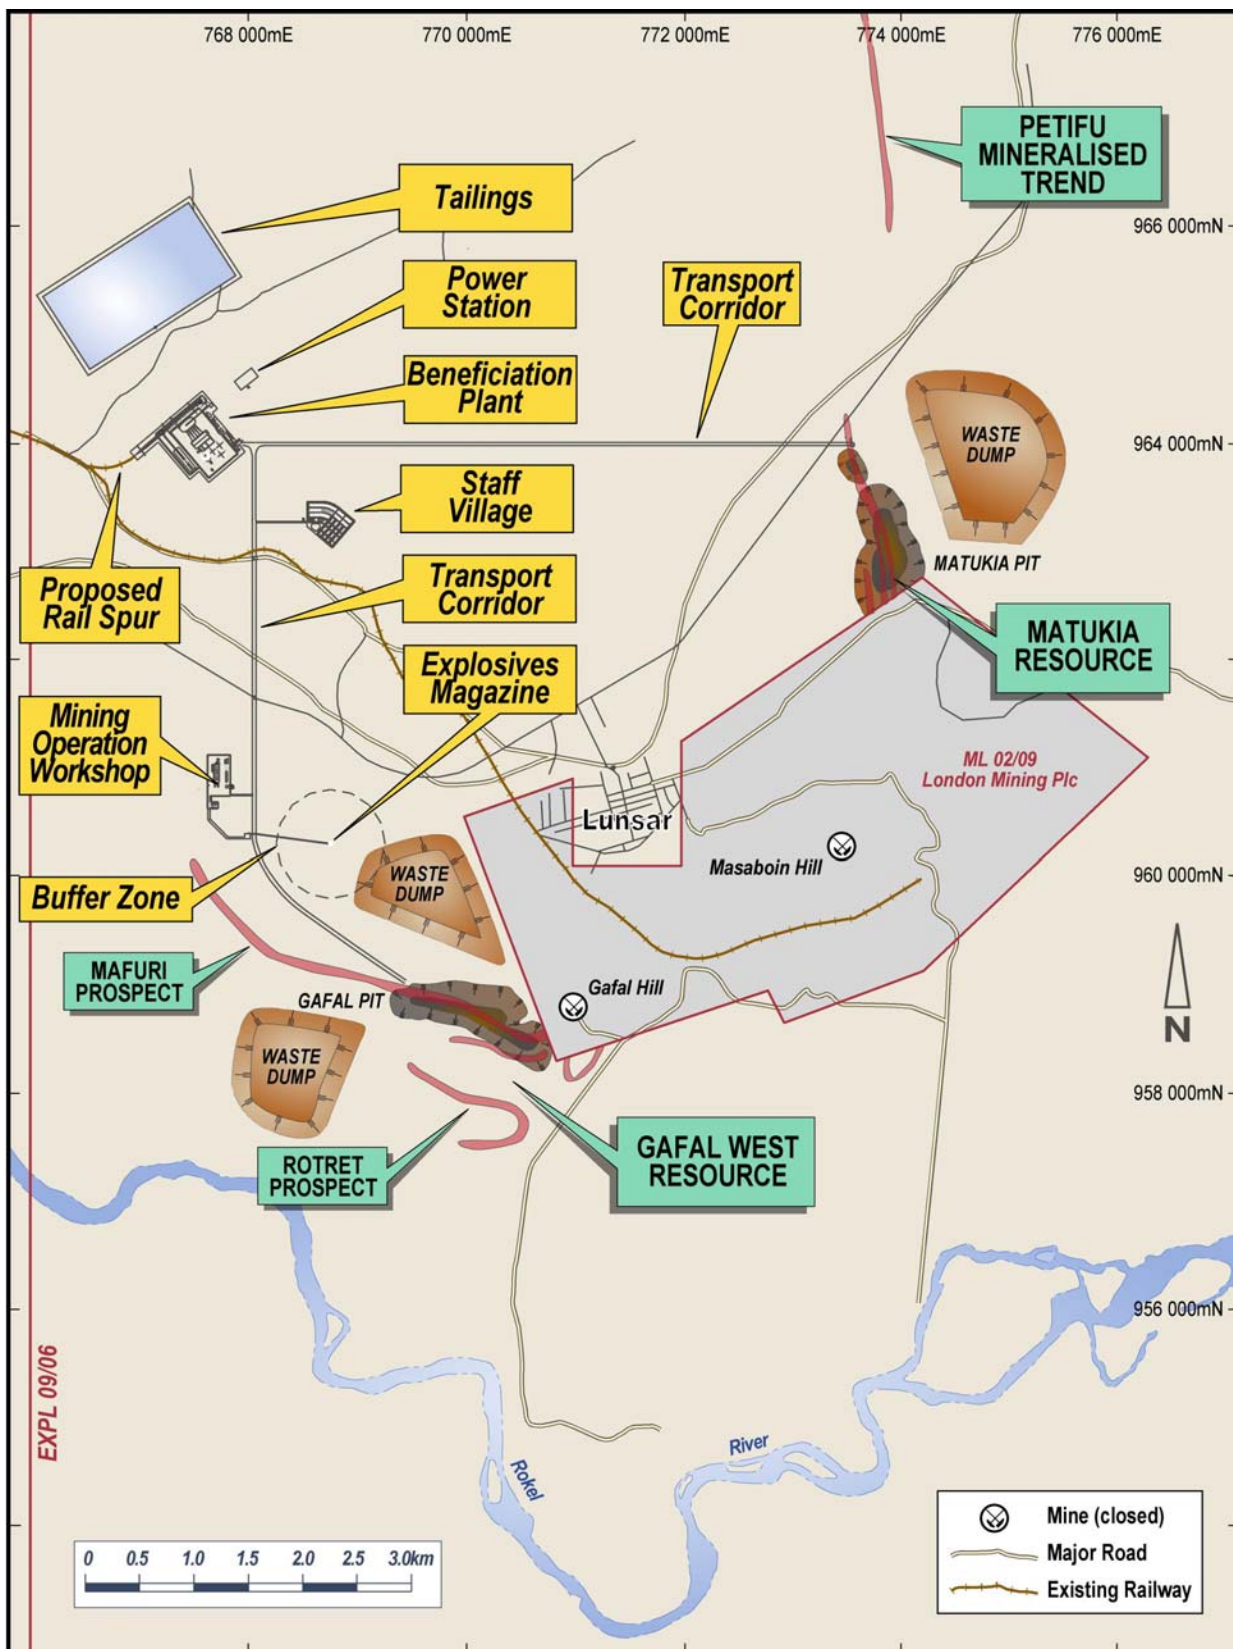 768 000mE
770 000mE
772 000mE
774 000mE
776 000mE
PETIFU
MINERALISED
TREND
Tailings
966 000mN
Power
Station
Transport
Corridor
Beneficiation
Plant
WASTE
DUMP
964 000mN
Staff
Village
MATUKIA PIT
Proposed
Rail Spur
Transport
Corridor
MATUKIA
RESOURCE
Explosives
Magazine
Mining
Operation
Workshop
ML 02/09
London Mining Plc
Lunsar
Masaboin Hill
WASTE
DUMP
960 000mN
Buffer Zone
MAFURI
PROSPECT
GAFAL PIT
Gafal Hill
N
WASTE
DUMP
958 000mN
ROTRET
PROSPECT
GAFAL WEST
RESOURCE
956 000mN
EXPL 09/06
Rokel
River
0 0.5 1.0 1.5 2.0 2.5 3.0km
Mine (closed)
Major Road
Existing Railway